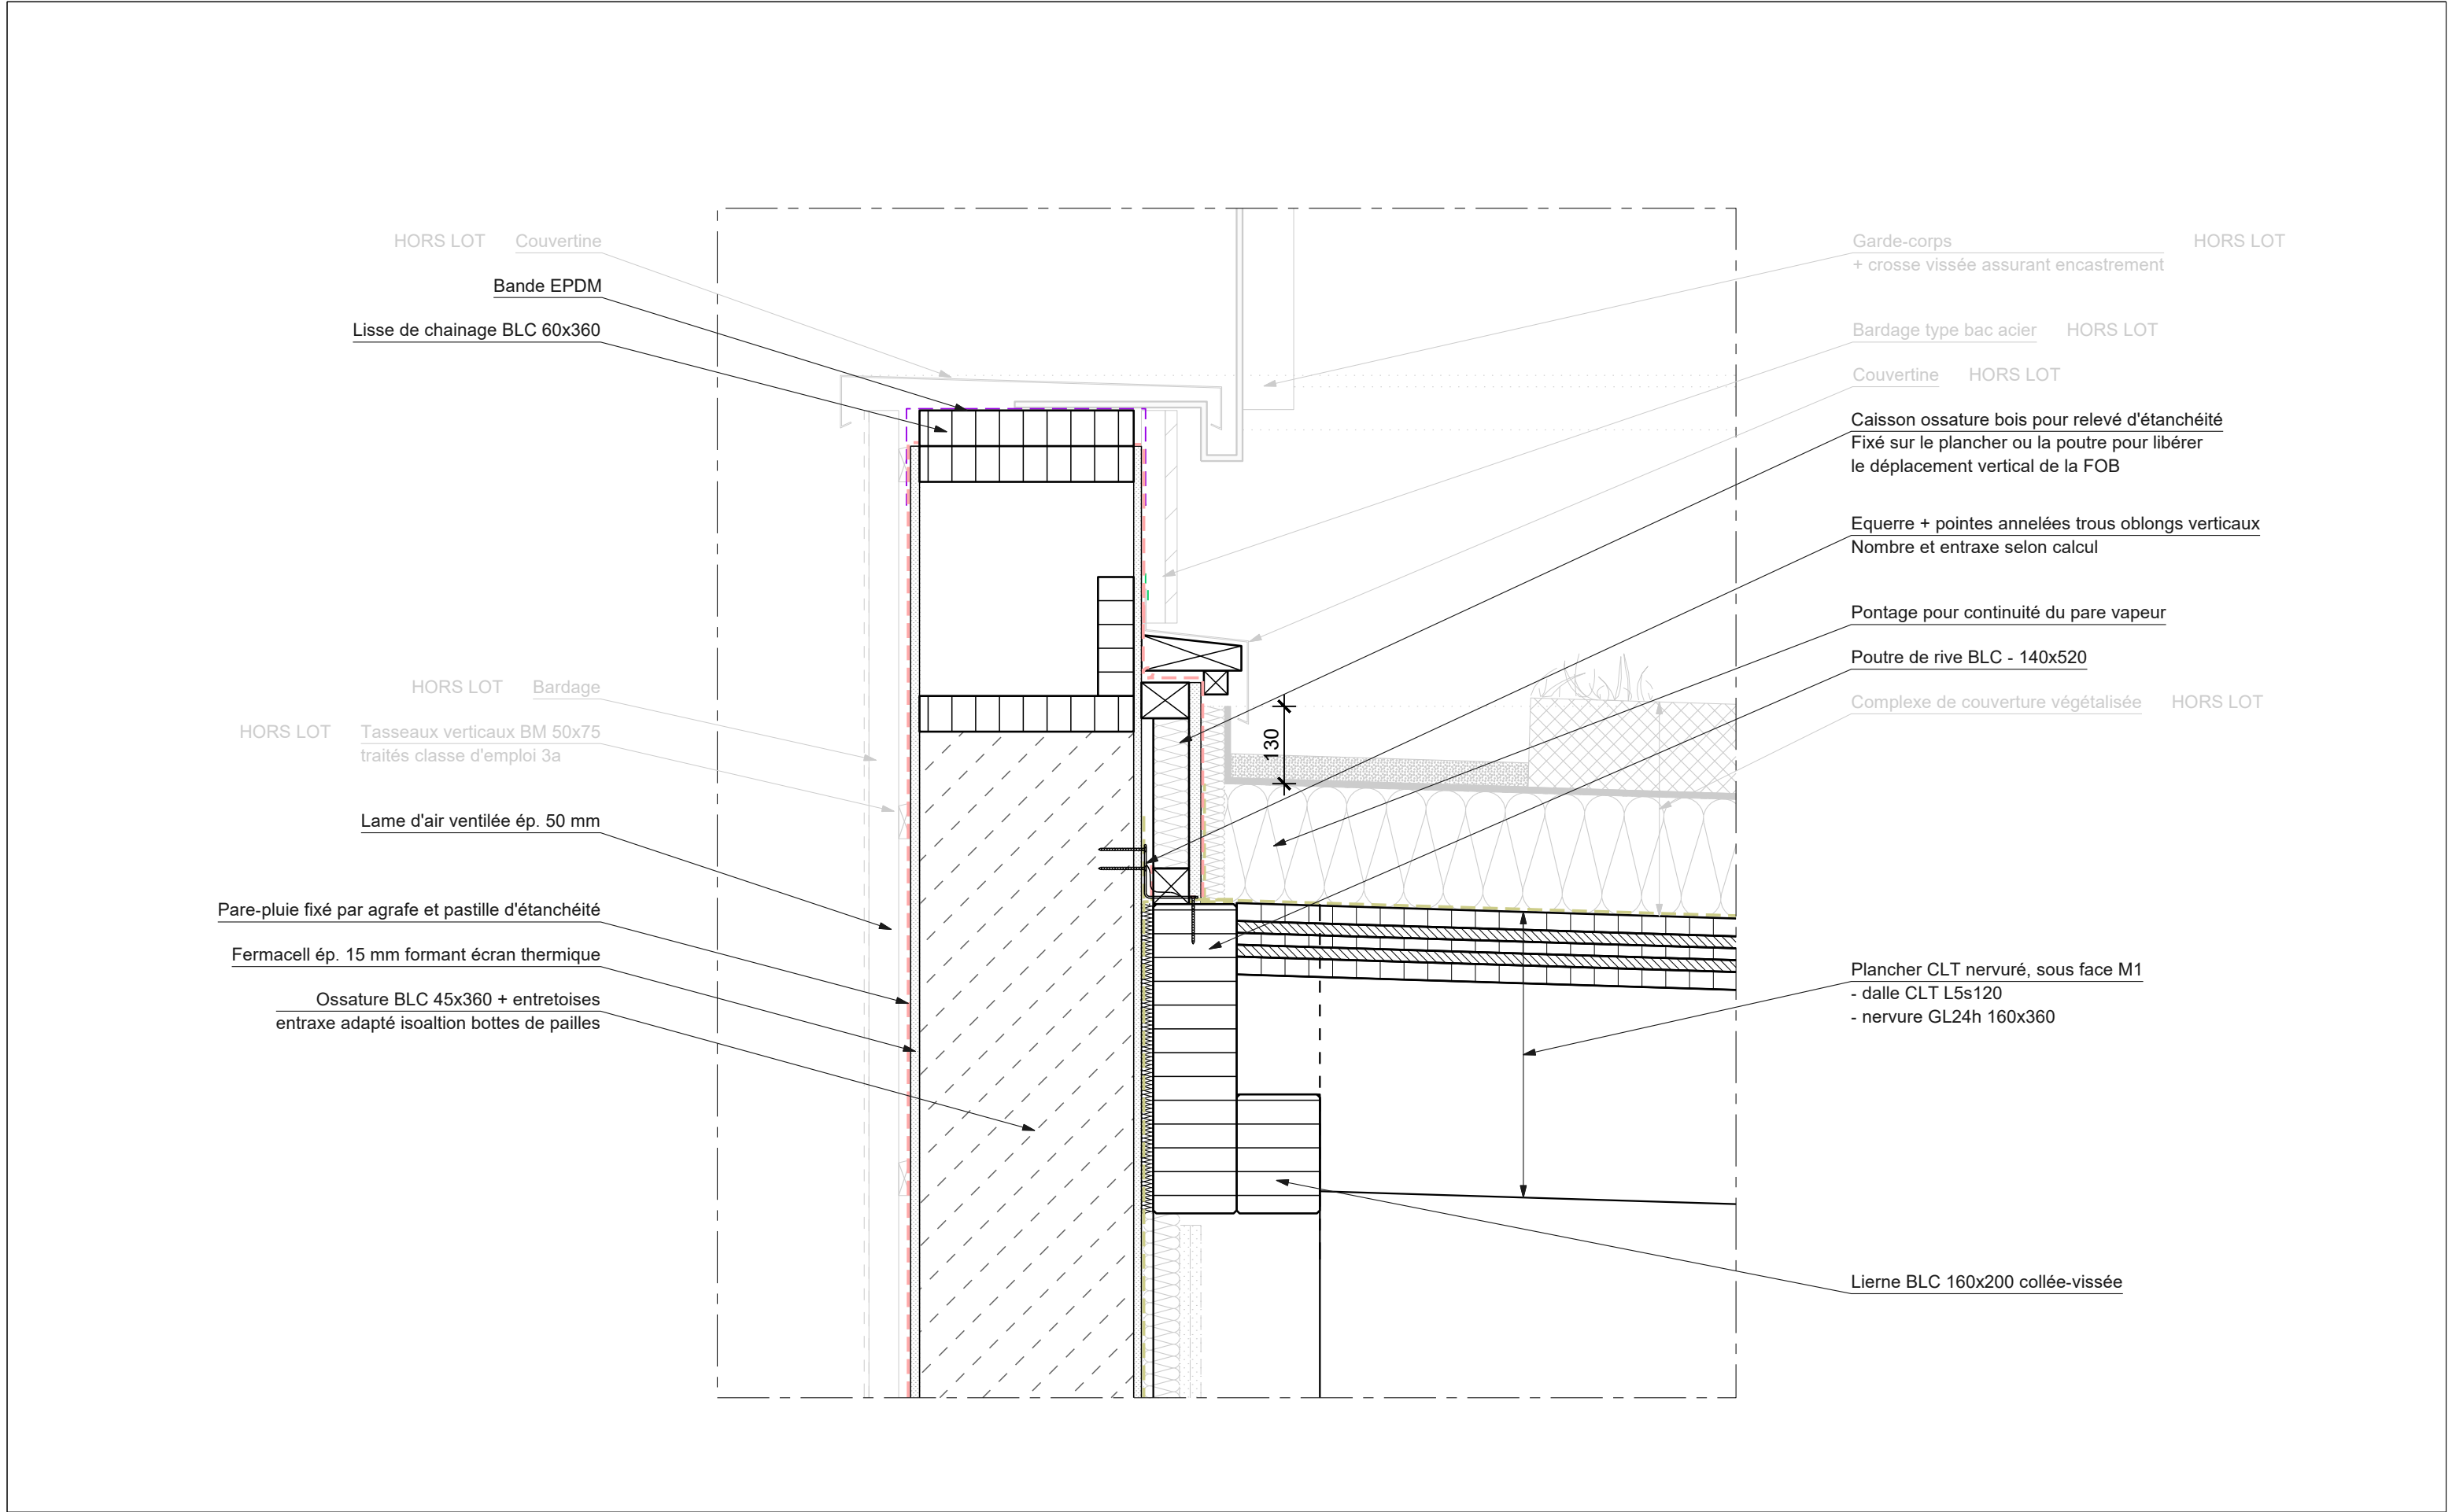 HORS LOT Couvertine
Bande EPDM
Lisse de chainage BLC 60x360
HORS LOT Bardage
HORS LOT Tasseaux verticaux BM 50x75
traités classe d'emploi 3a
Lame d'air ventilée ép. 50 mm
Pare-pluie fixé par agrafe et pastille d'étanchéité
Fermacell ép. 15 mm formant écran thermique
Ossature BLC 45x360 + entretoises
entraxe adapté isoaltion bottes de pailles
130
Garde-corps HORS LOT
+ crosse vissée assurant encastrement
Bardage type bac acier HORS LOT
Couvertine HORS LOT
Caisson ossature bois pour relevé d'étanchéité
Fixé sur le plancher ou la poutre pour libérer
le déplacement vertical de la FOB
Equerre + pointes annelées trous oblongs verticaux
Nombre et entraxe selon calcul
Pontage pour continuité du pare vapeur
Poutre de rive BLC - 140x520
Complexe de couverture végétalisée HORS LOT
Plancher CLT nervuré, sous face M1
- dalle CLT L5s120
- nervure GL24h 160x360
Lierne BLC 160x200 collée-vissée